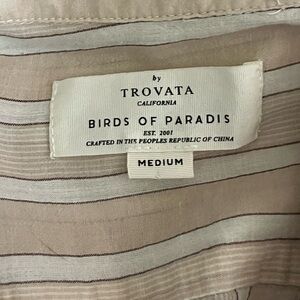 by
TROVATA
CALIFORNIA
BIRDS OF PARADIS
EST. 2001
CRAFTED IN THE PEOPLES REPUBLIC OF CHINA
MEDIUM